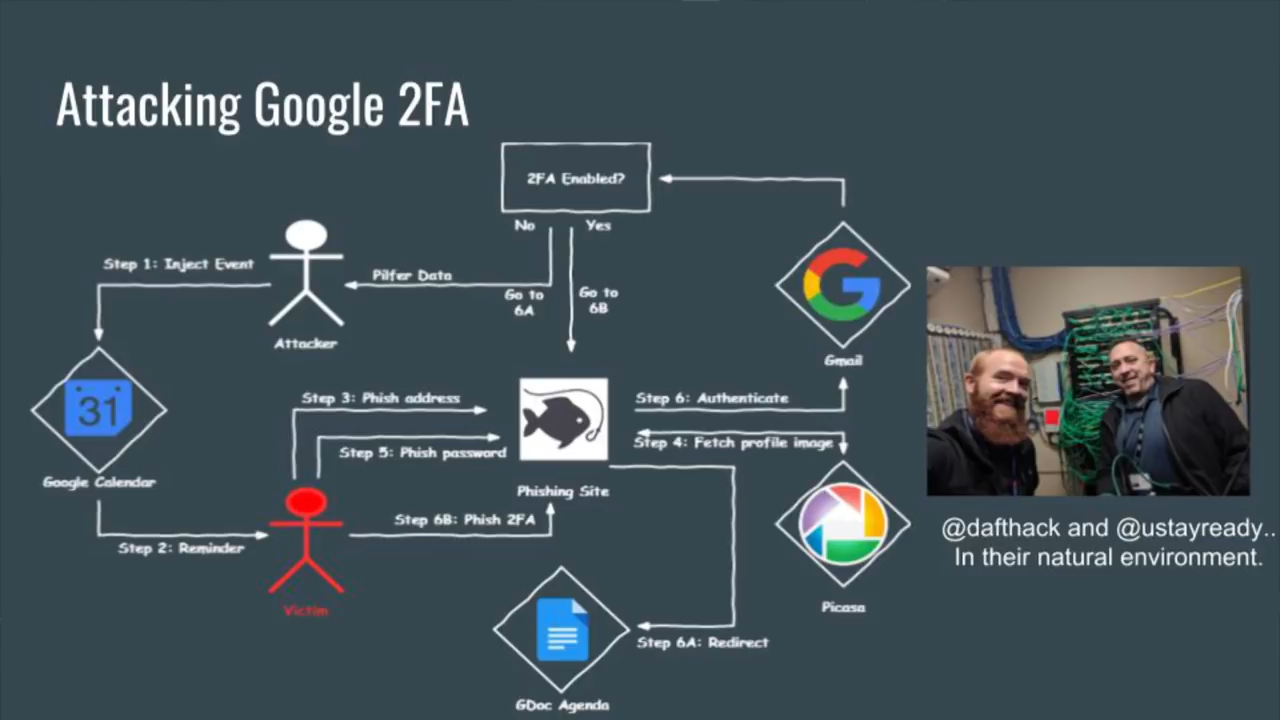 Attacking Google 2FA
2FA Enabled?
No
Yes
Step 1: Inject Event
Pilfer Data
Go to
6A
Go to
6B
Attacker
Gmail
31
Step 3: Phish address
Step 6: Authenticate
Step 4: Fetch profile image
Step 5: Phish password
Google Calendar
Phishing Site
Step 6B: Phish 2FA
Step 2: Reminder
@dafthack and @ustayready..
In their natural environment.
Victim
Picasa
Step 6A: Redirect
GDoc Agenda